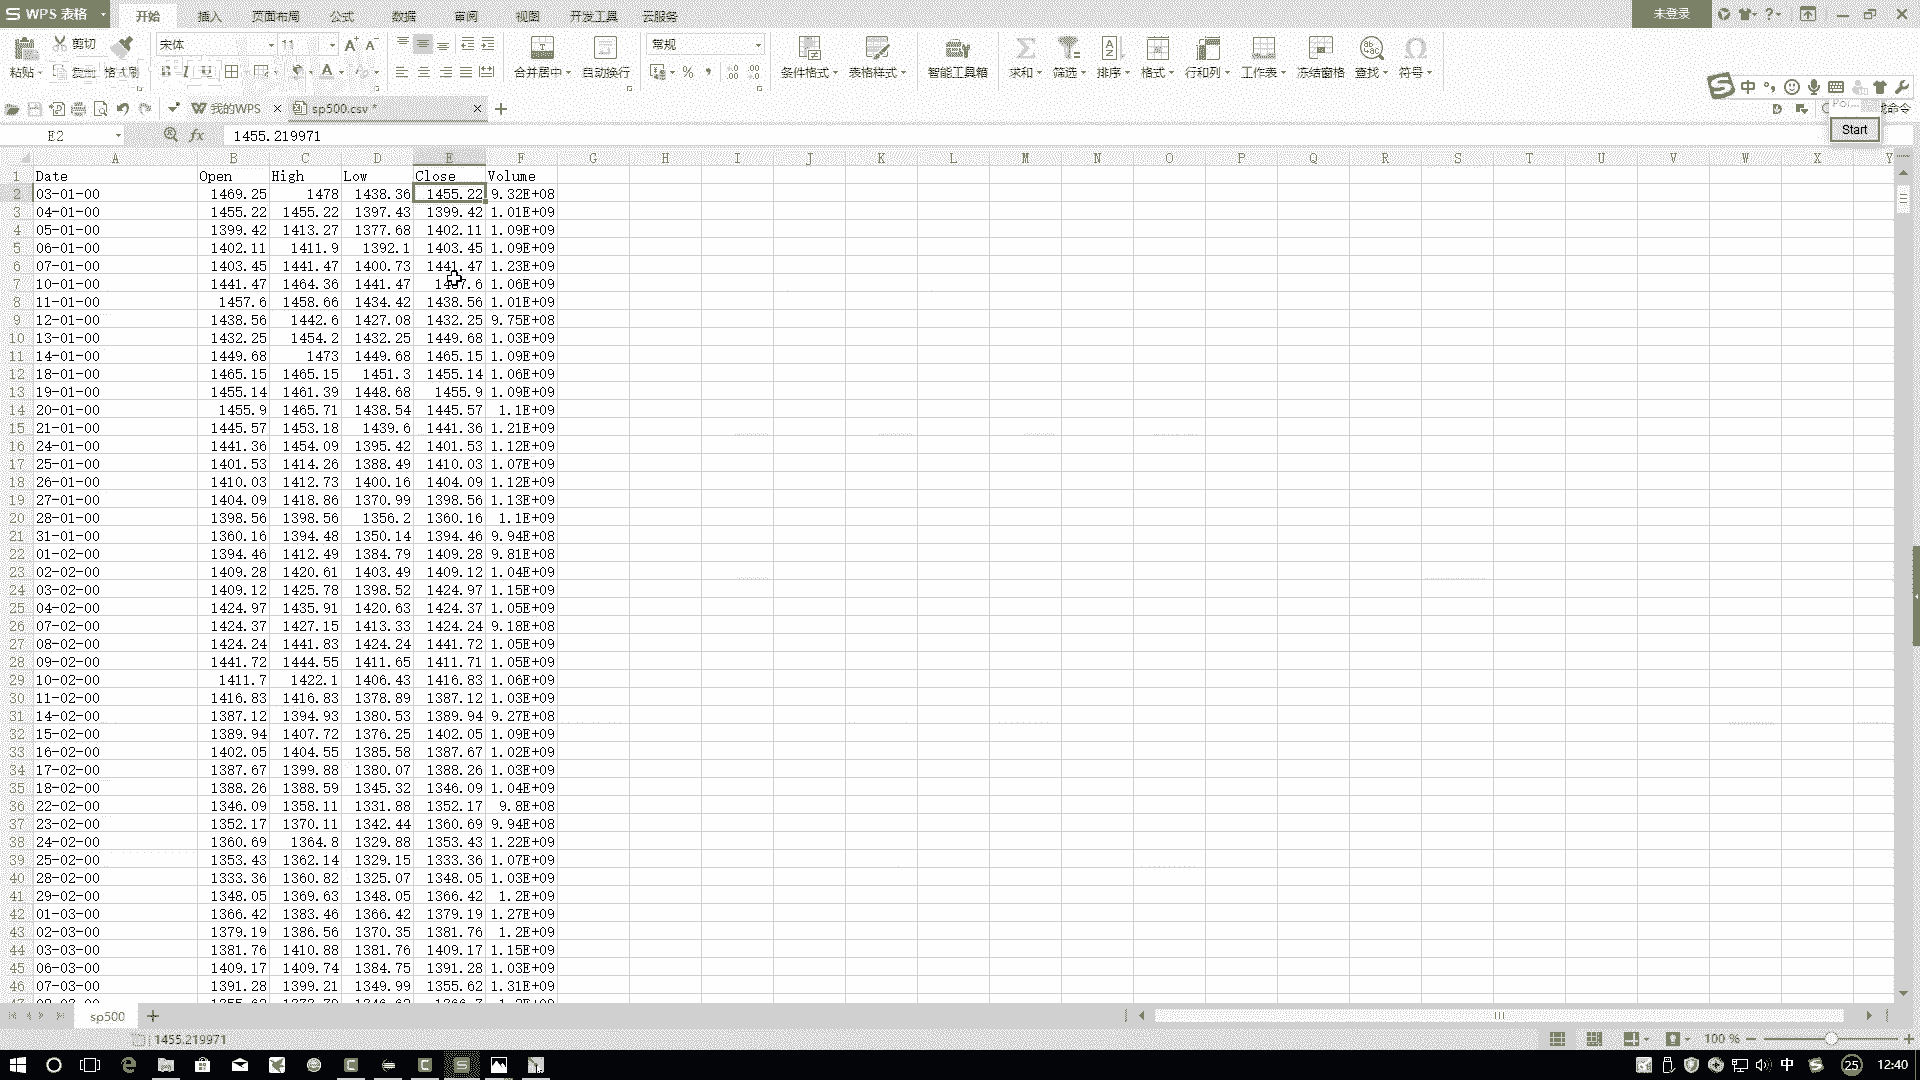 WPS 表格 开始 插入 页面布局 公式 数据 审阅 视图 开发工具 云服务 未登录
剪切 宋体 11 A+ A- 常规
粘贴 格式刷 B I U A 合并居中 自动换行 % 条件格式 表格样式 智能工具箱 求和 筛选 排序 格式 行和列 工作表 冻结窗格 查找 符号
中
我的WPS sp500.csv *
E2 fx 1455.219971 Start
A B C D E F G H I J K L M N O P Q R S T U V W X Y
1 Date Open High Low Close Volume
2 03-01-00 1469.25 1478 1438.36 1455.22 9.32E+08
3 04-01-00 1455.22 1455.22 1397.43 1399.42 1.01E+09
4 05-01-00 1399.42 1413.27 1377.68 1402.11 1.09E+09
5 06-01-00 1402.11 1411.9 1392.1 1403.45 1.09E+09
6 07-01-00 1403.45 1441.47 1400.73 1441.47 1.23E+09
7 10-01-00 1441.47 1464.36 1441.47 1.06E+09
8 11-01-00 1457.6 1458.66 1434.42 1438.56 1.01E+09
9 12-01-00 1438.56 1442.6 1427.08 1432.25 9.75E+08
10 13-01-00 1432.25 1454.2 1432.25 1449.68 1.03E+09
11 14-01-00 1449.68 1473 1449.68 1465.15 1.09E+09
12 18-01-00 1465.15 1465.15 1451.3 1455.14 1.06E+09
13 19-01-00 1455.14 1461.39 1448.68 1455.9 1.09E+09
14 20-01-00 1455.9 1465.71 1438.54 1445.57 1.1E+09
15 21-01-00 1445.57 1453.18 1439.6 1441.36 1.21E+09
16 24-01-00 1441.36 1454.09 1395.42 1401.53 1.12E+09
17 25-01-00 1401.53 1414.26 1388.49 1410.03 1.07E+09
18 26-01-00 1410.03 1412.73 1400.16 1404.09 1.12E+09
19 27-01-00 1404.09 1418.86 1370.99 1398.56 1.13E+09
20 28-01-00 1398.56 1398.56 1356.2 1360.16 1.1E+09
21 31-01-00 1360.16 1394.48 1350.14 1394.46 9.94E+08
22 01-02-00 1394.46 1412.49 1384.79 1409.28 9.81E+08
23 02-02-00 1409.28 1420.61 1403.49 1409.12 1.04E+09
24 03-02-00 1409.12 1425.78 1398.52 1424.97 1.15E+09
25 04-02-00 1424.97 1435.91 1420.63 1424.37 1.05E+09
26 07-02-00 1424.37 1427.15 1413.33 1424.24 9.18E+08
27 08-02-00 1424.24 1441.83 1424.24 1441.72 1.05E+09
28 09-02-00 1441.72 1444.55 1411.65 1411.71 1.05E+09
29 10-02-00 1411.7 1422.1 1406.43 1416.83 1.06E+09
30 11-02-00 1416.83 1416.83 1378.89 1387.12 1.03E+09
31 14-02-00 1387.12 1394.93 1380.53 1389.94 9.27E+08
32 15-02-00 1389.94 1407.72 1376.25 1402.05 1.09E+09
33 16-02-00 1402.05 1404.55 1385.58 1387.67 1.02E+09
34 17-02-00 1387.67 1399.88 1380.07 1388.26 1.03E+09
35 18-02-00 1388.26 1388.59 1345.32 1346.09 1.04E+09
36 22-02-00 1346.09 1358.11 1331.88 1352.17 9.8E+08
37 23-02-00 1352.17 1370.11 1342.44 1360.69 9.94E+08
38 24-02-00 1360.69 1364.8 1329.88 1353.43 1.22E+09
39 25-02-00 1353.43 1362.14 1329.15 1333.36 1.07E+09
40 28-02-00 1333.36 1360.82 1325.07 1348.05 1.03E+09
41 29-02-00 1348.05 1369.63 1348.05 1366.42 1.2E+09
42 01-03-00 1366.42 1383.46 1366.42 1379.19 1.27E+09
43 02-03-00 1379.19 1386.56 1370.35 1381.76 1.2E+09
44 03-03-00 1381.76 1410.88 1381.76 1409.17 1.15E+09
45 06-03-00 1409.17 1409.74 1384.75 1391.28 1.03E+09
46 07-03-00 1391.28 1399.21 1349.99 1355.62 1.31E+09
sp500
1455.219971 100 %
中 25 12:40